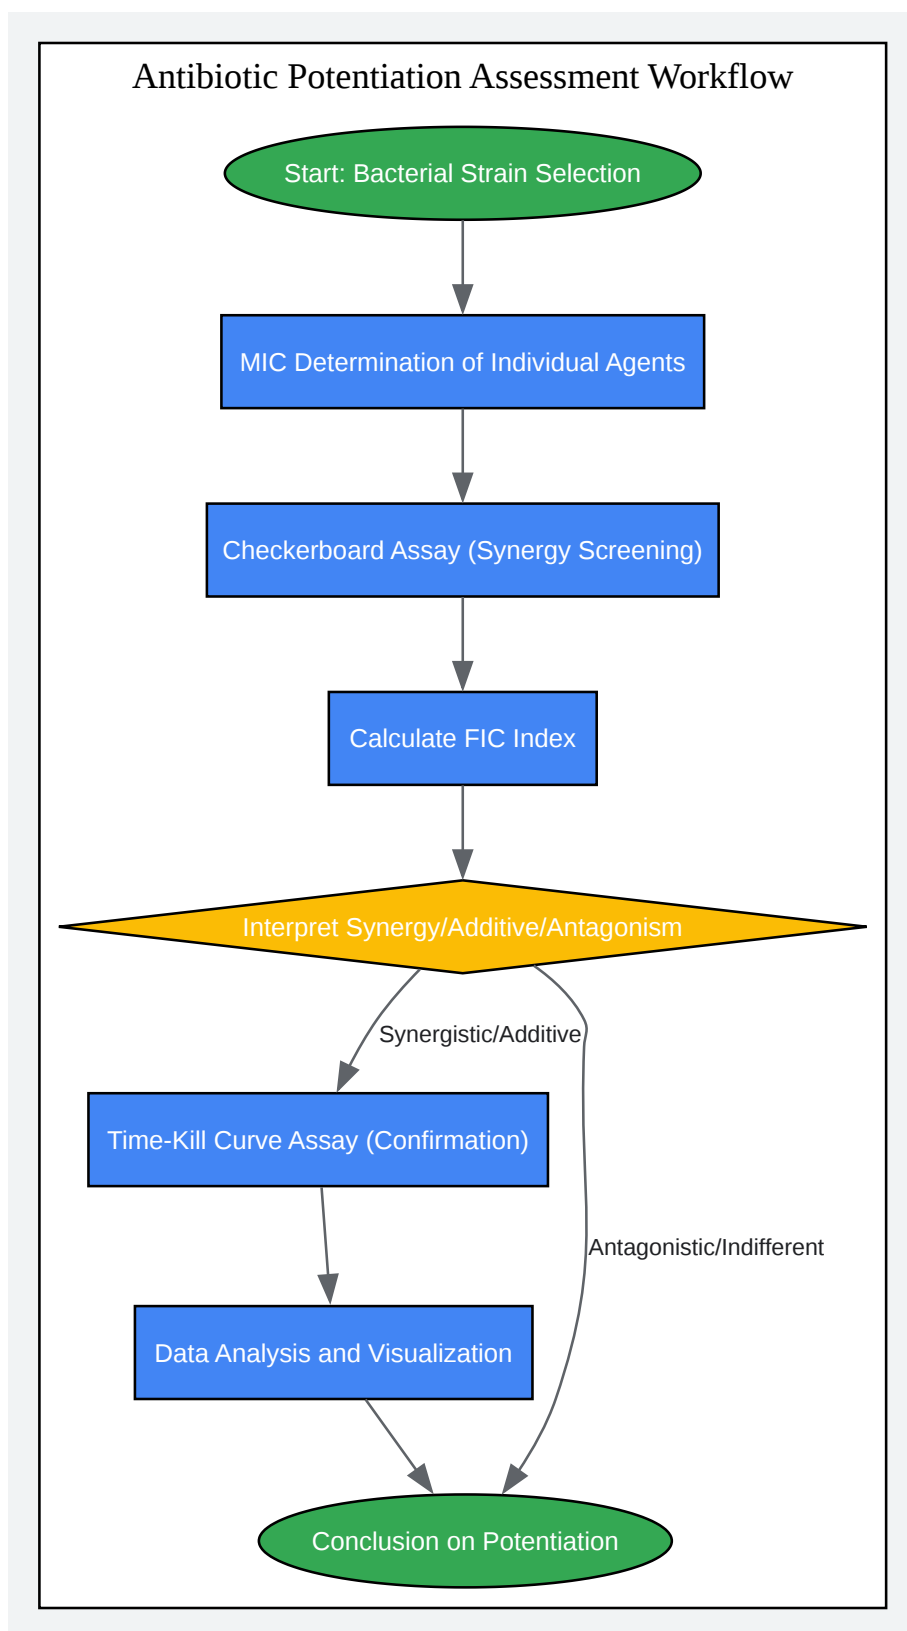 Antibiotic Potentiation Assessment Workflow
Start: Bacterial Strain Selection
MIC Determination of Individual Agents
Checkerboard Assay (Synergy Screening)
Calculate FIC Index
Interpret Synergy/Additive/Antagonism
Synergistic/Additive
Time-Kill Curve Assay (Confirmation)
Antagonistic/Indifferent
Data Analysis and Visualization
Conclusion on Potentiation